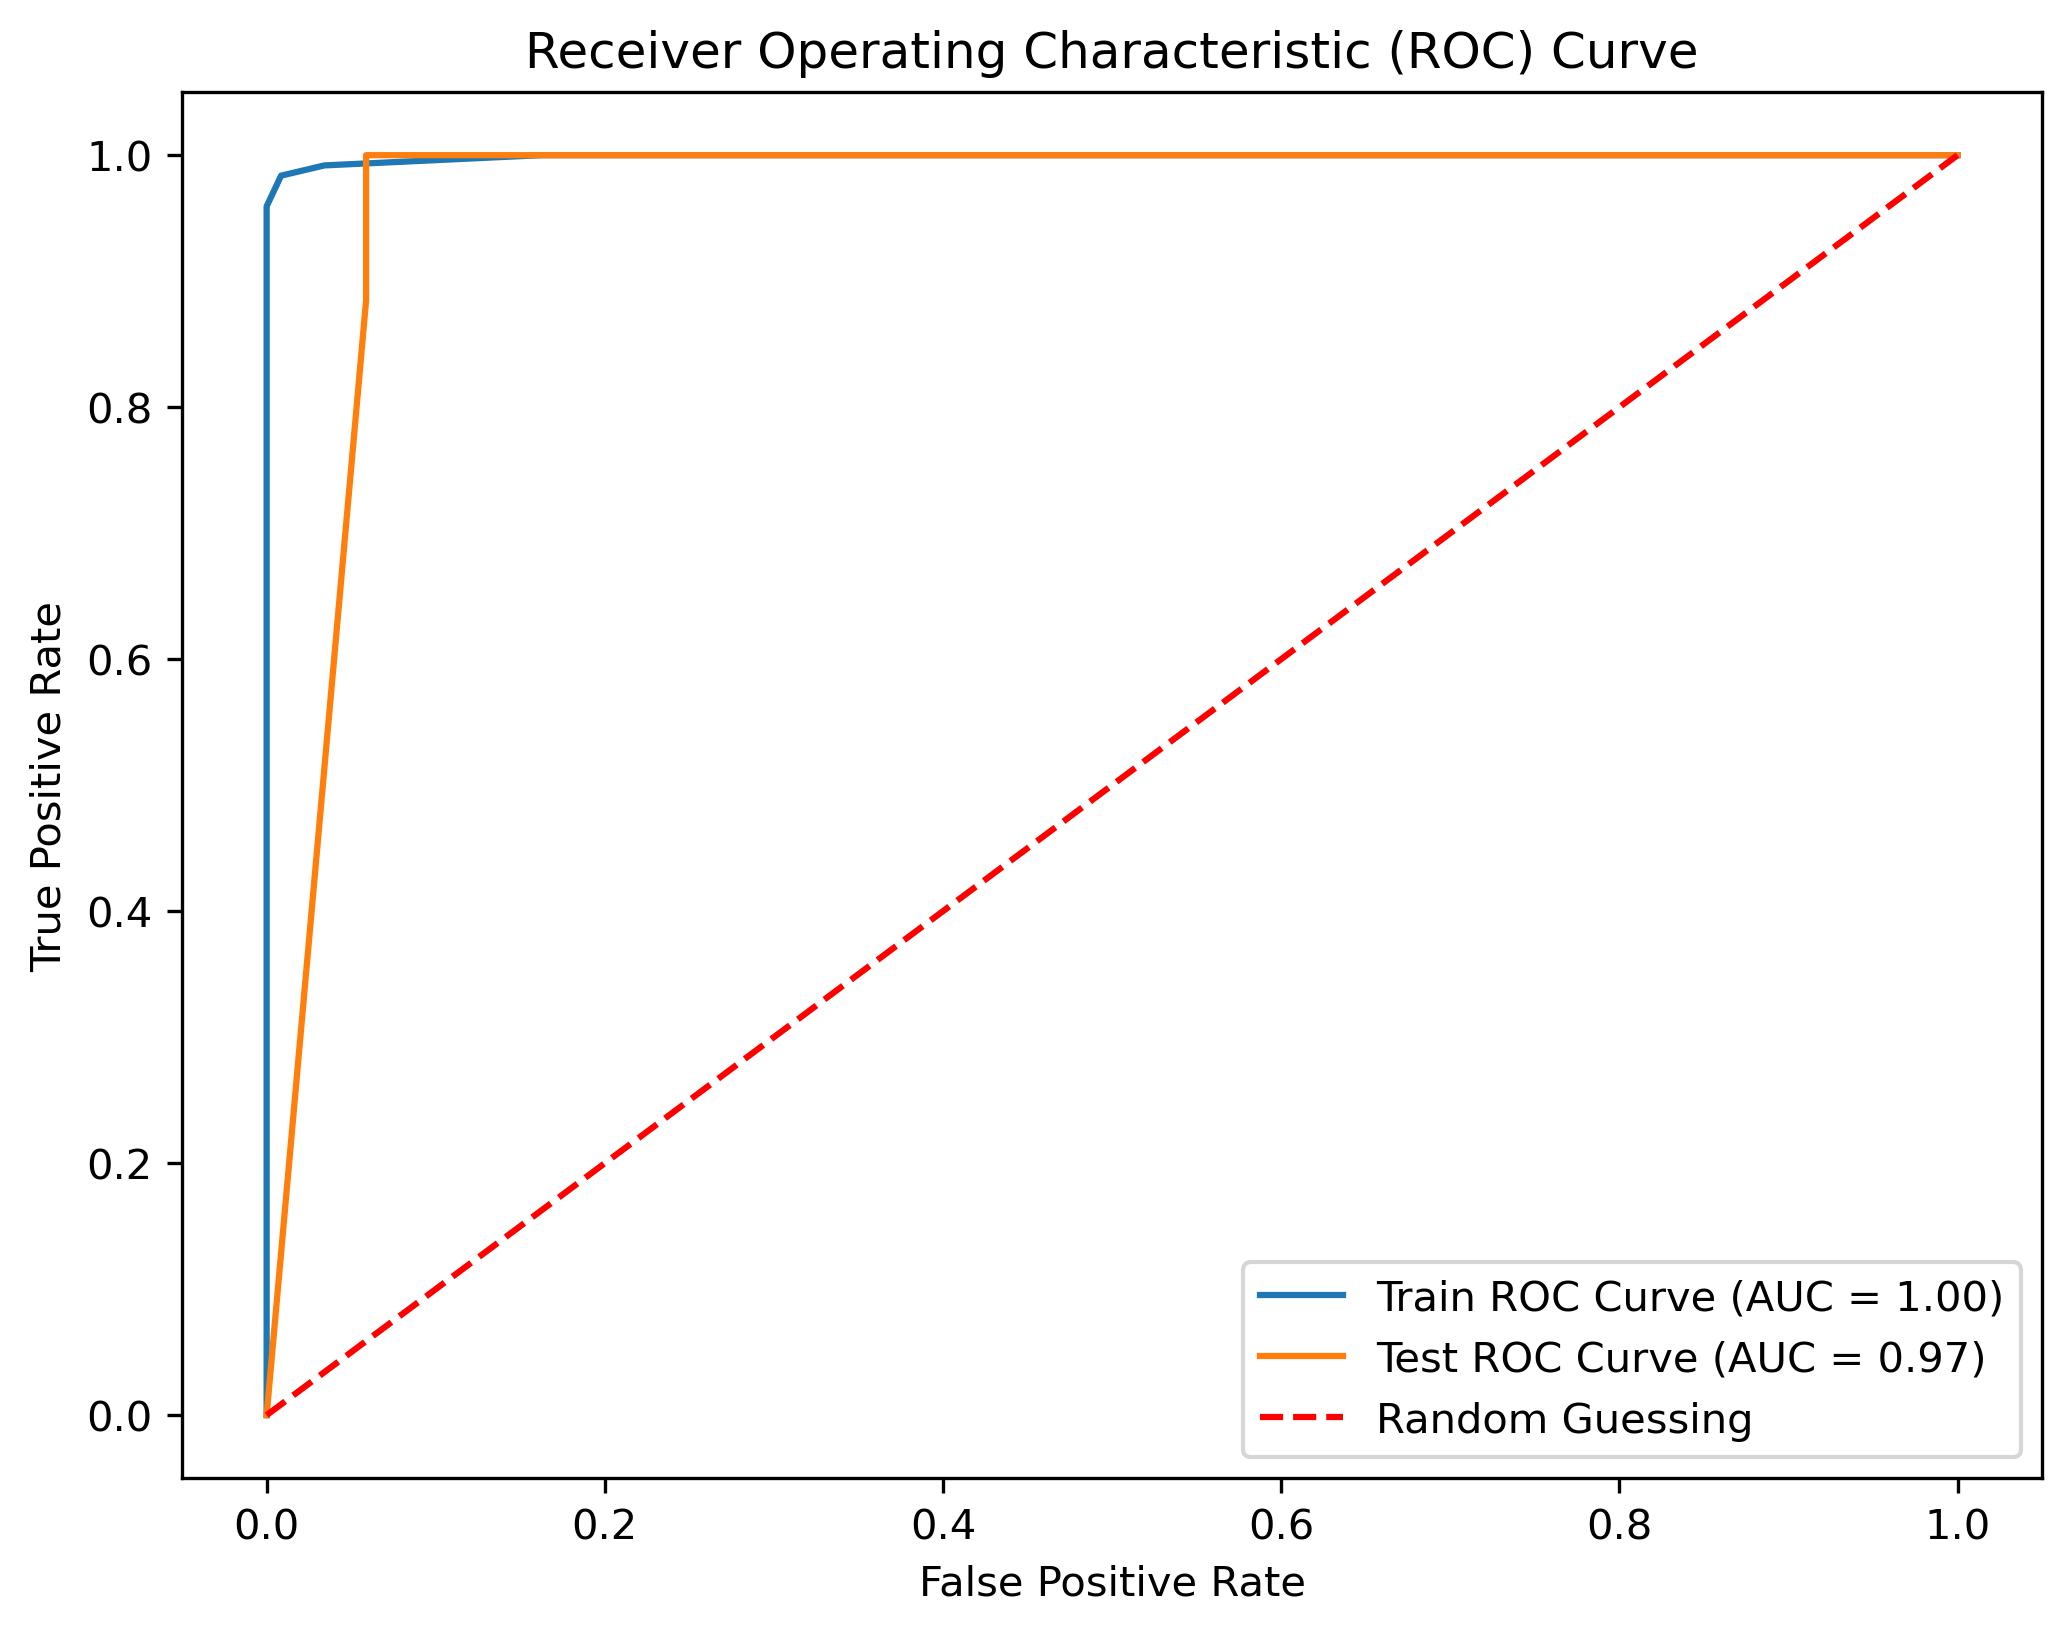 Receiver Operating Characteristic (ROC) Curve
1.0
0.8
0.6
0.4
0.2
0.0
True Positive Rate
0.0 0.2 0.4 0.6 0.8 1.0
False Positive Rate
Train ROC Curve (AUC = 1.00)
Test ROC Curve (AUC = 0.97)
Random Guessing